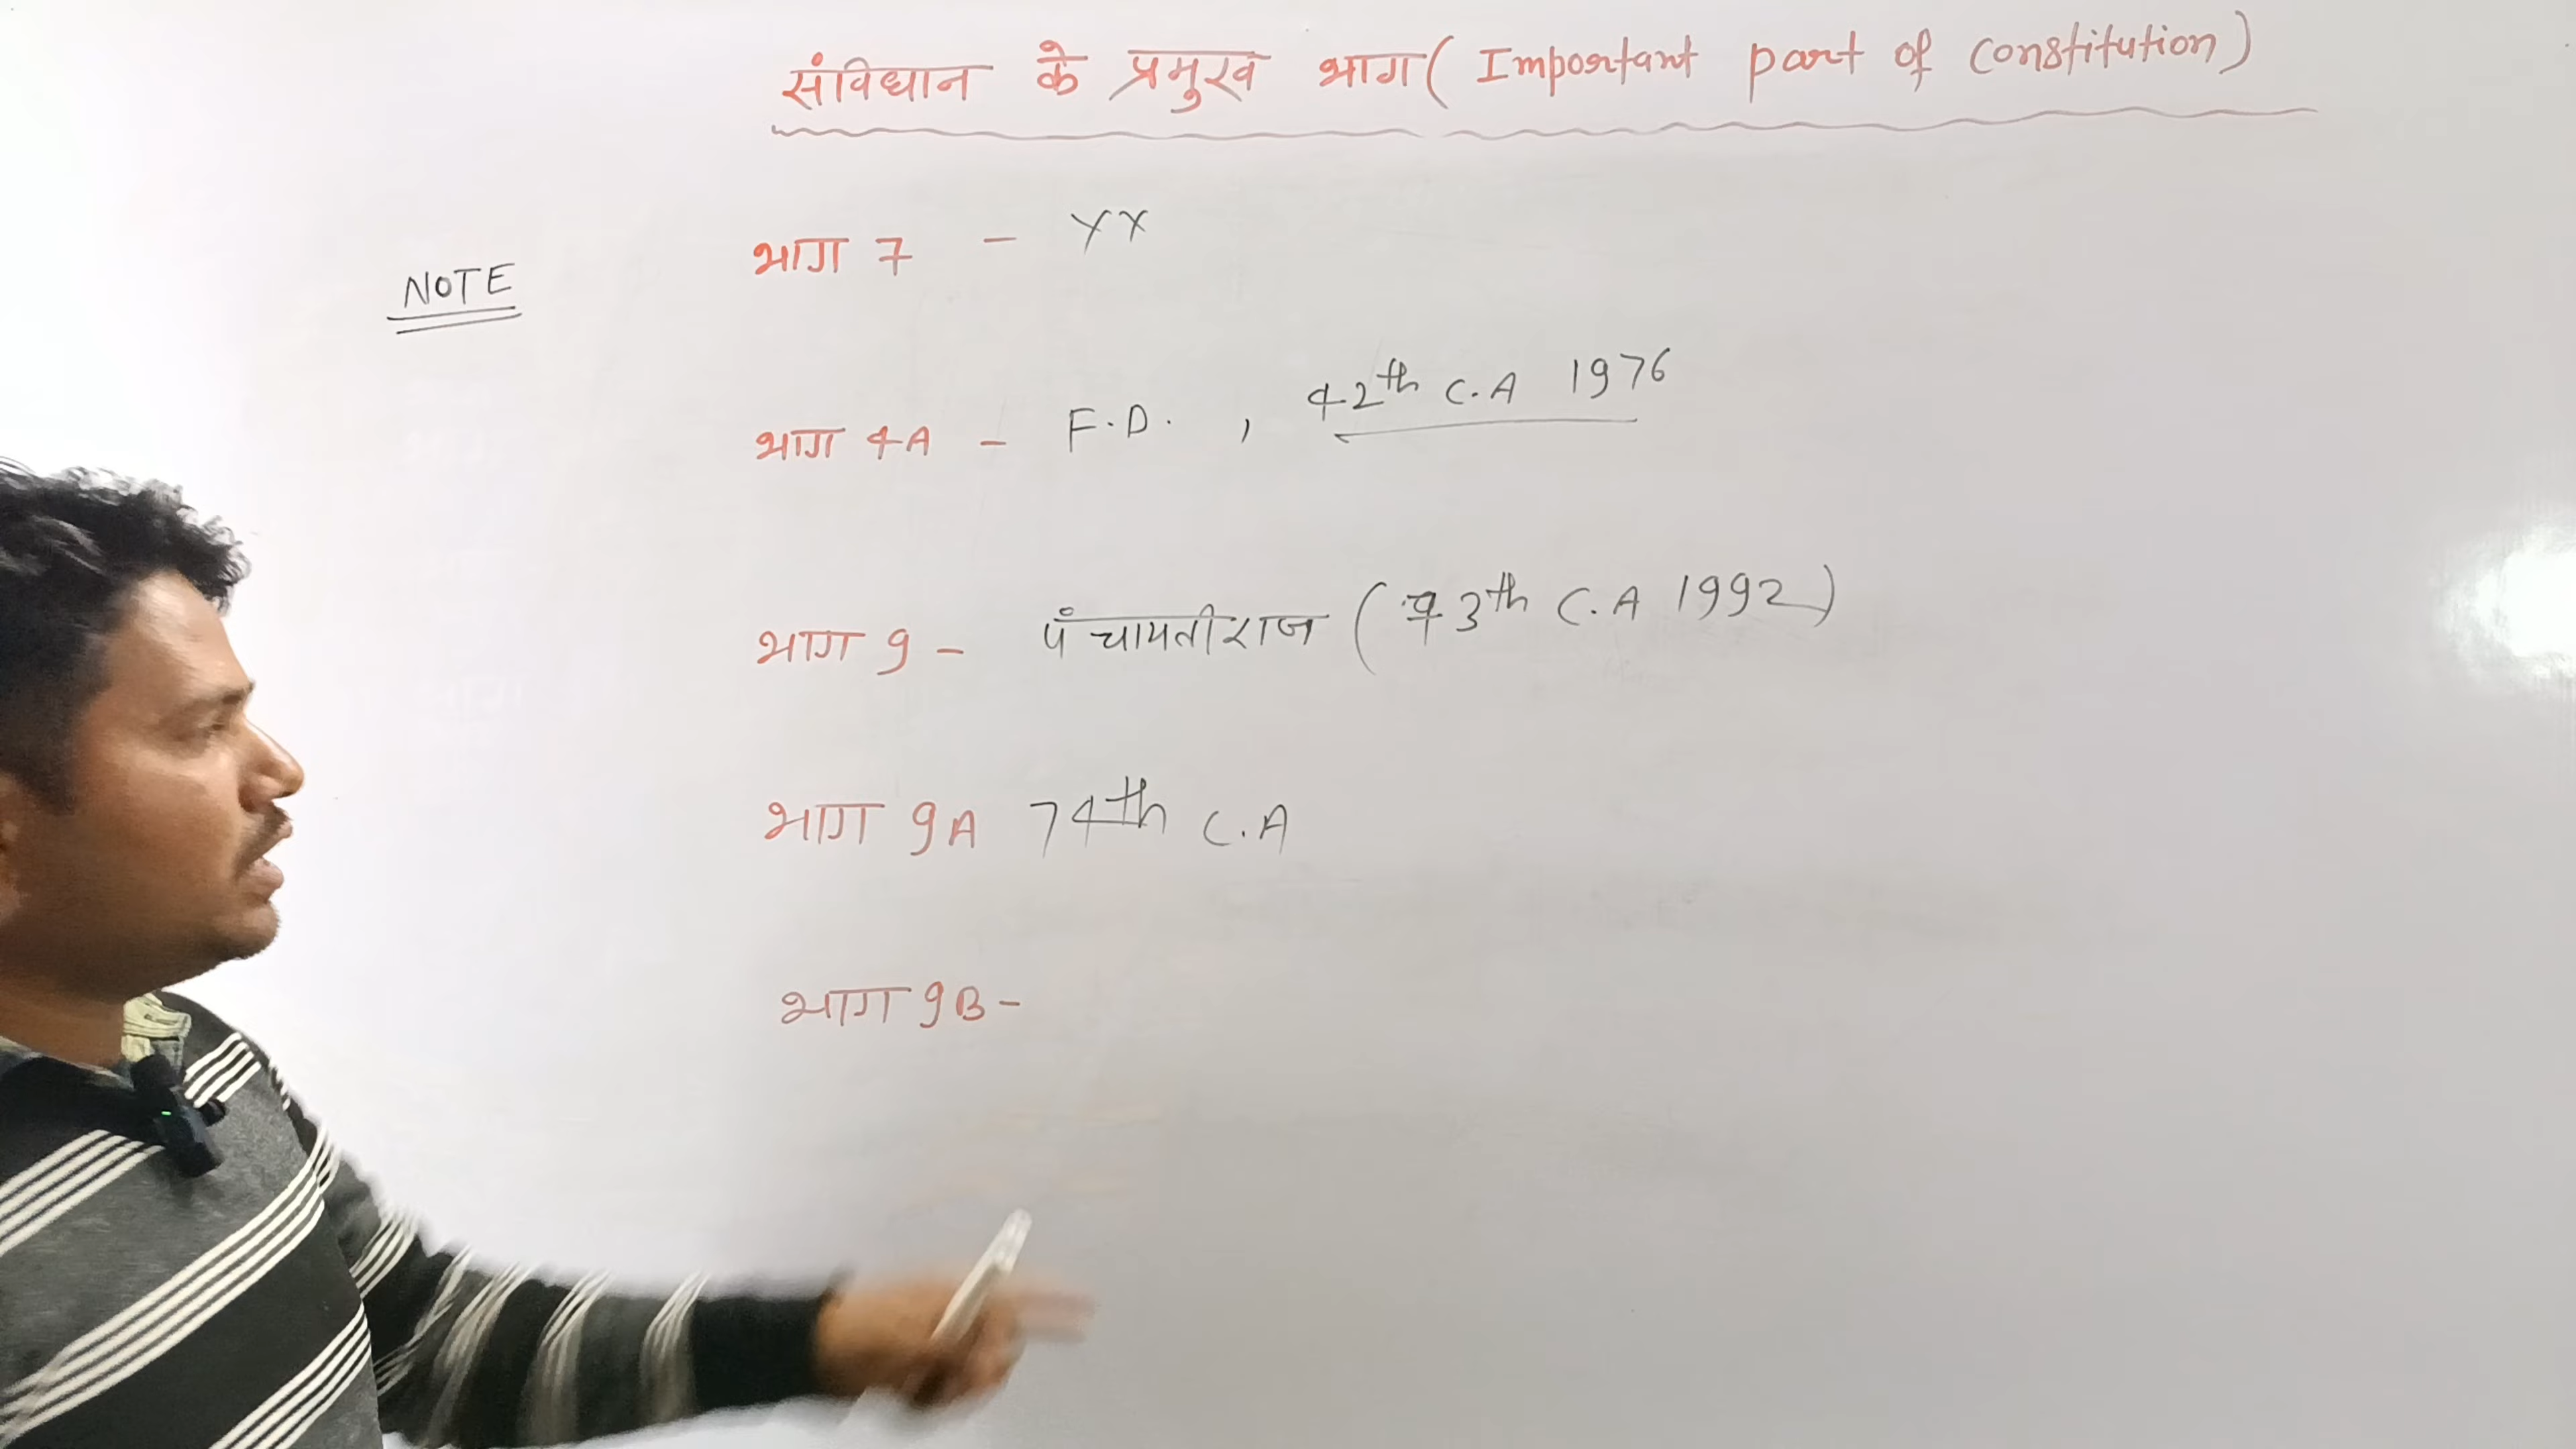 संविधान के प्रमुख भाग ( Important part of constitution )
NOTE
भाग 7 - XX
भाग 4A - F.D. , 42th C.A 1976
भाग 9 - पंचायतीराज ( 73th C.A 1992 )
भाग 9A 74th C.A
भाग 9B -